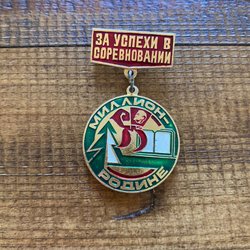 ЗА УСПЕХИ В
СОРЕВНОВАНИИ
МИЛЛИОН-
РОДИНЕ